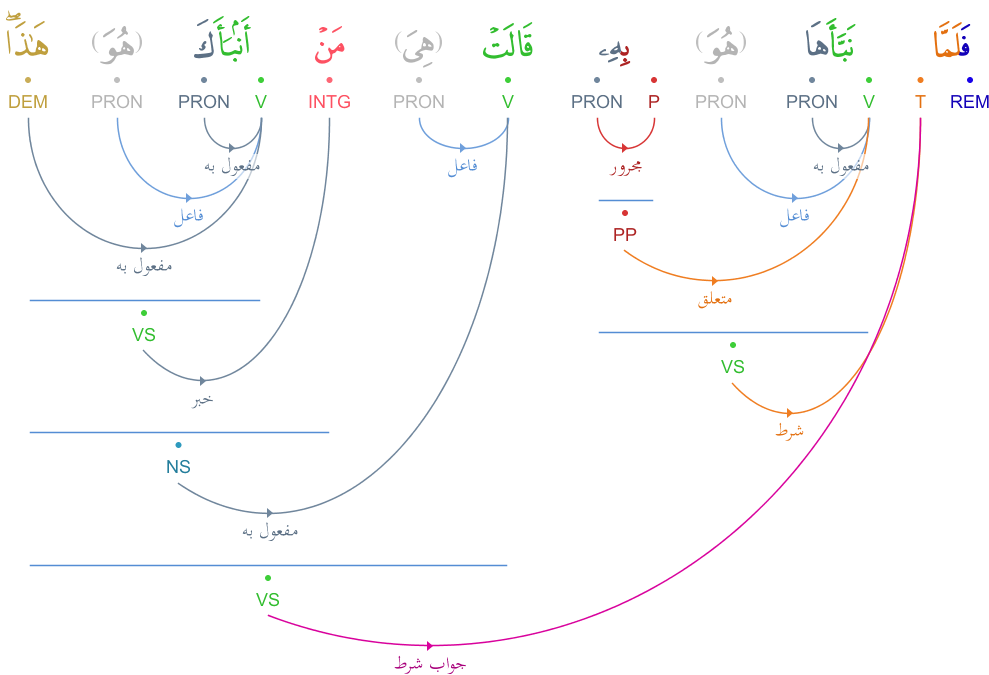 فَلَمَّا نَبَّأَهَا (هُوَ) بِهِۦ قَالَتْ (هِيَ) مَنْ أَنۢبَأَكَ (هُوَ) هَٰذَا ۖ
REM T V PRON PRON P PRON V PRON INTG V PRON PRON DEM
مفعول به مجرور فاعل مفعول به
فاعل فاعل
PP
مفعول به
متعلق
VS
VS
خبر
شرط
NS
مفعول به
VS
جواب شرط